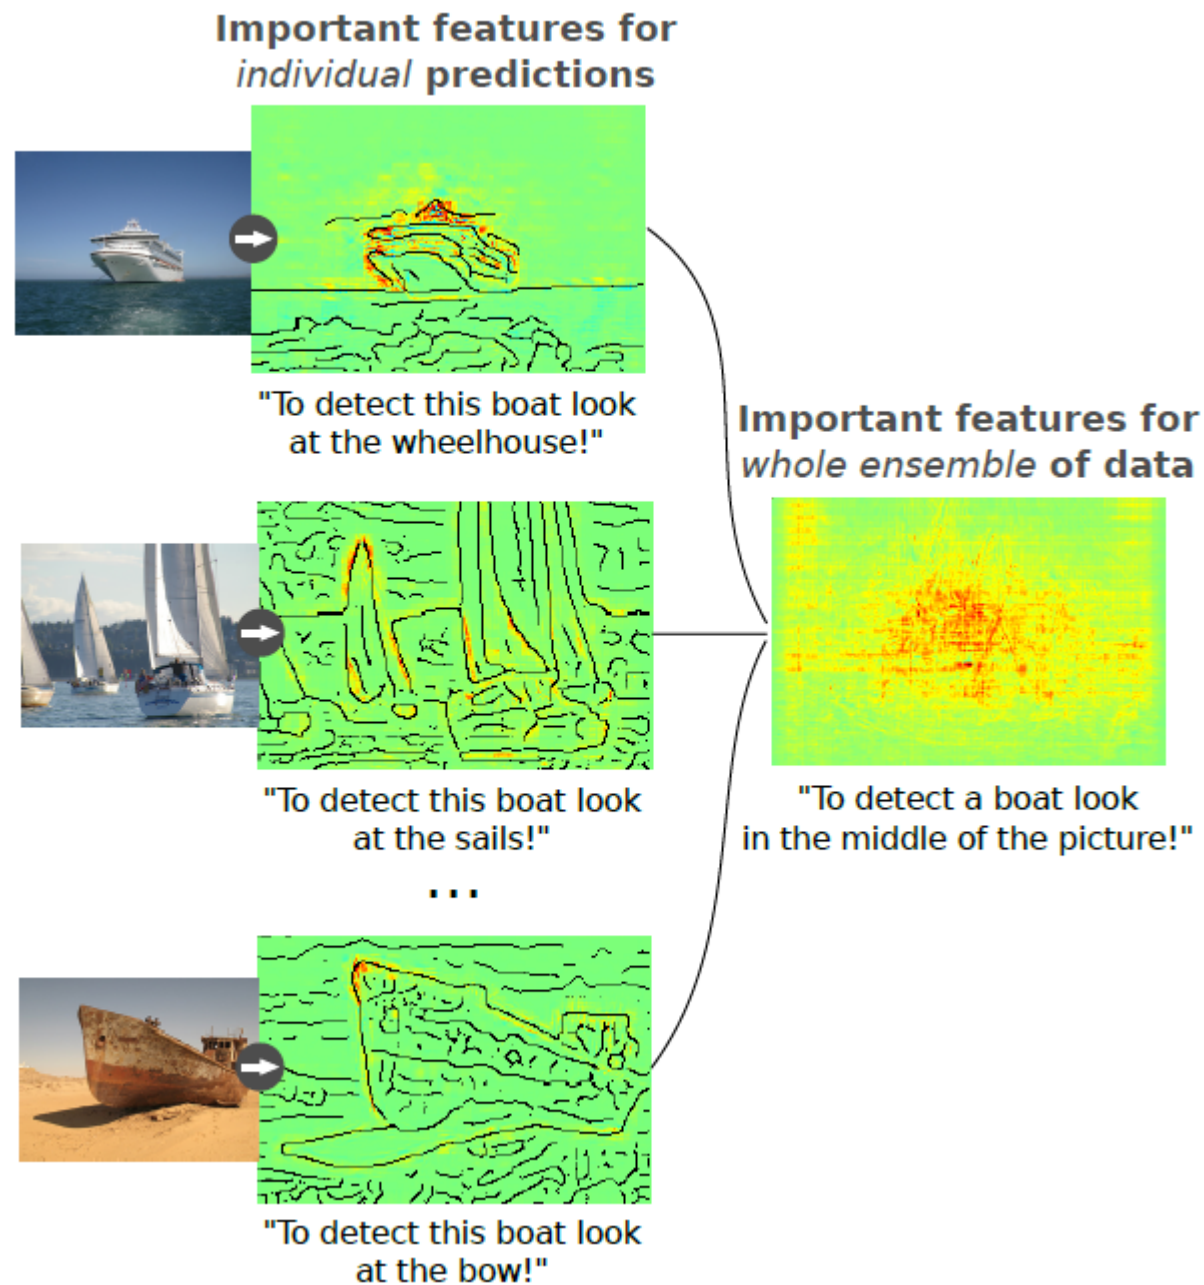 Important features for
individual predictions
"To detect this boat look
at the wheelhouse!"
Important features for
whole ensemble of data
"To detect this boat look
at the sails!"
"To detect a boat look
in the middle of the picture!"
...
"To detect this boat look
at the bow!"